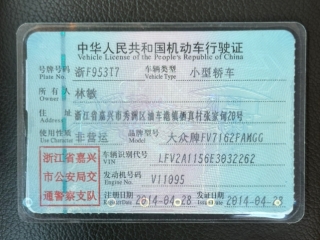 中华人民共和国机动车行驶证
Vehicle License of the People's Republic of China
号牌号码 浙F953T7 车辆类型 小型轿车
Plate No. Vehicle Type
所有人 林敏
Owner
住址 浙江省嘉兴市秀洲区油车港镇栖真村张家甸20号
Address
使用性质 非营运 品牌型号 大众牌FV7162FAMGG
Use Character Model
浙江省嘉兴 车辆识别代号 LFV2A1156E3032262
VIN
市公安局交 发动机号码 V11095
Engine No.
通警察支队 注册日期 2014-04-28 发证日期 2014-04-28
Register Date Issue Date